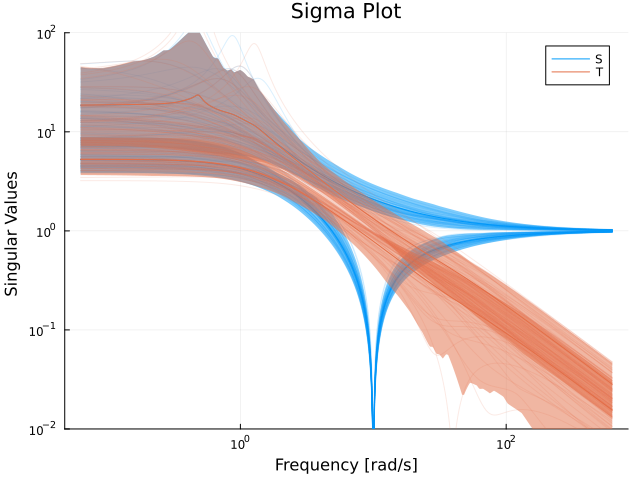 Sigma Plot
10²
10¹
10⁰
10⁻¹
10⁻²
Singular Values
S
T
10⁰
10²
Frequency [rad/s]